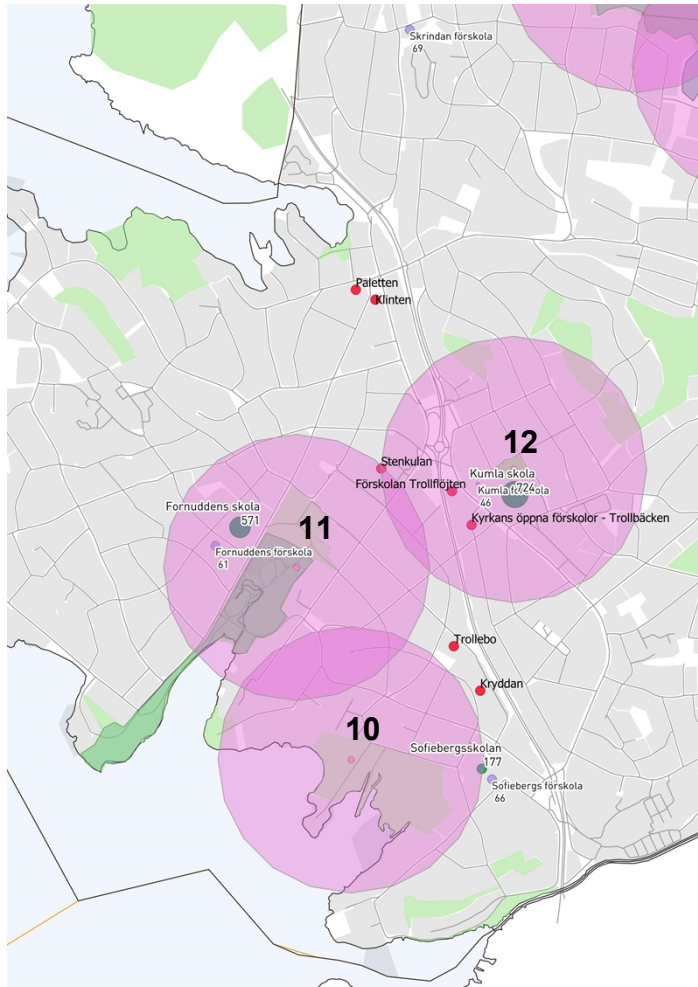 Skrindan förskola
69
Paletten
Klinten
12
Stenkulan
Kumla skola
724
Förskolan Trollflöjten
Kumla förskola
46
Fornuddens skola
571
11
Kyrkans öppna förskolor - Trollbäcken
Fornuddens förskola
61
Trollebo
Kryddan
10
Sofiebergsskolan
177
Sofiebergs förskola
66